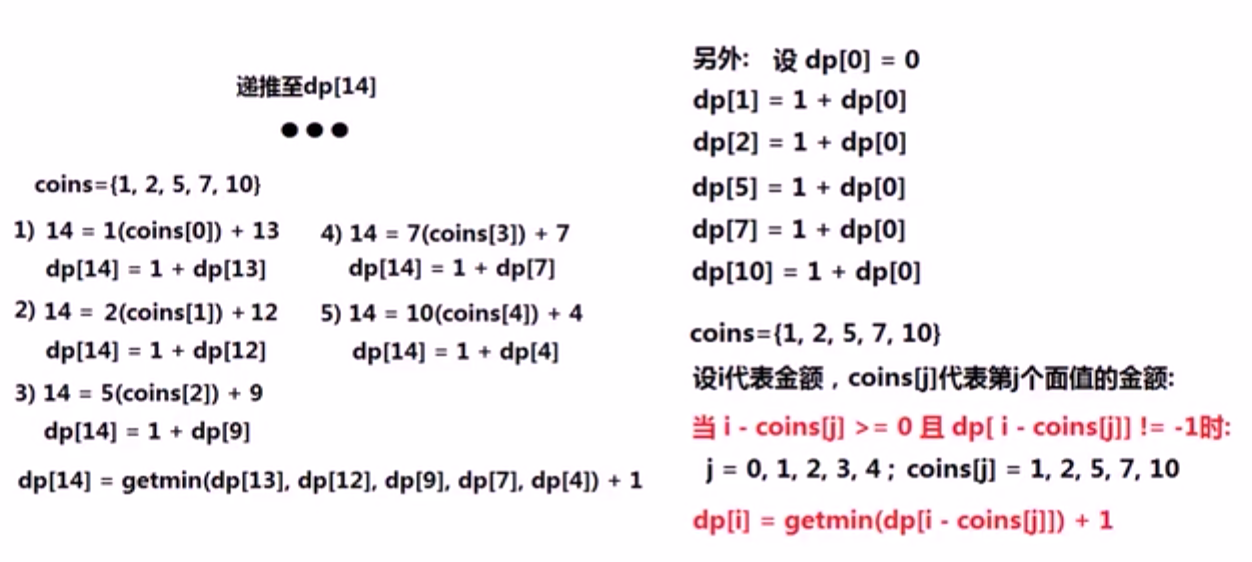 递推至dp[14]
●●●
coins={1, 2, 5, 7, 10}
1) 14 = 1(coins[0]) + 13
dp[14] = 1 + dp[13]
2) 14 = 2(coins[1]) + 12
dp[14] = 1 + dp[12]
3) 14 = 5(coins[2]) + 9
dp[14] = 1 + dp[9]
4) 14 = 7(coins[3]) + 7
dp[14] = 1 + dp[7]
5) 14 = 10(coins[4]) + 4
dp[14] = 1 + dp[4]
dp[14] = getmin(dp[13], dp[12], dp[9], dp[7], dp[4]) + 1
另外: 设 dp[0] = 0
dp[1] = 1 + dp[0]
dp[2] = 1 + dp[0]
dp[5] = 1 + dp[0]
dp[7] = 1 + dp[0]
dp[10] = 1 + dp[0]
coins={1, 2, 5, 7, 10}
设i代表金额，coins[j]代表第j个面值的金额:
当 i - coins[j] >= 0 且 dp[ i - coins[j]] != -1时:
j = 0, 1, 2, 3, 4 ; coins[j] = 1, 2, 5, 7, 10
dp[i] = getmin(dp[i - coins[j]]) + 1